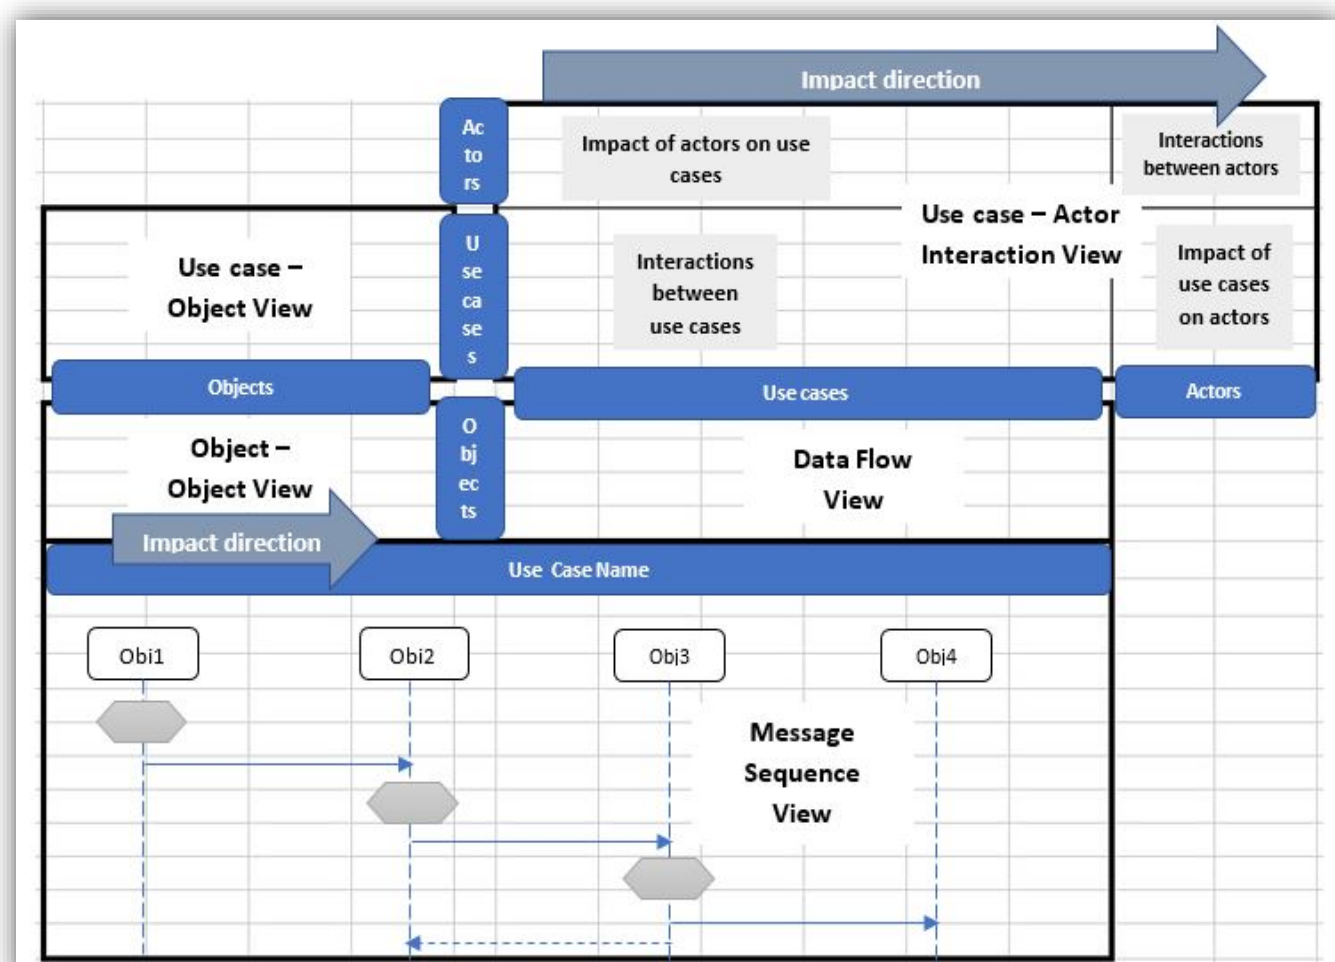 Impact direction
Ac
to
rs
Impact of actors on use
cases
Interactions
between actors
Use case – Actor
Interaction View
U
se
ca
se
s
Use case –
Object View
Interactions
between
use cases
Impact of
use cases
on actors
Objects
Use cases
Actors
O
bj
ec
ts
Object –
Object View
Data Flow
View
Impact direction
Use Case Name
Obi1
Obi2
Obj3
Obj4
Message
Sequence
View